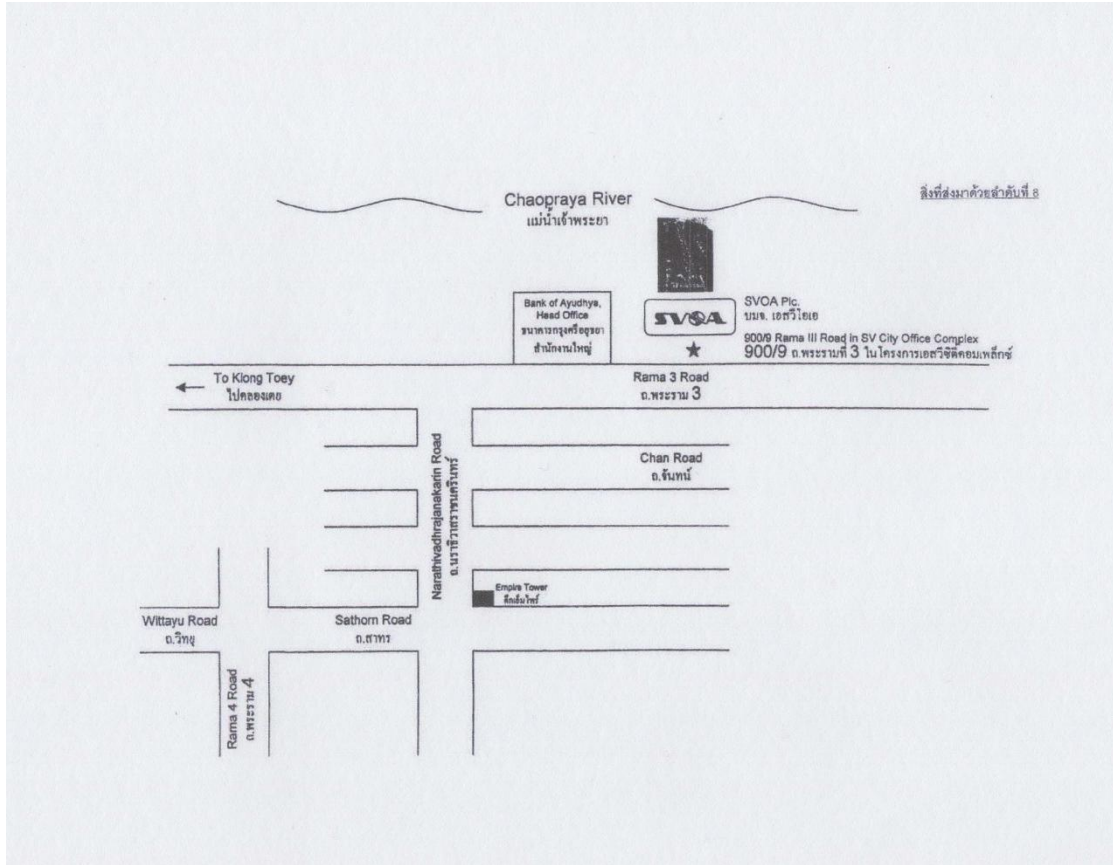 สิ่งที่ส่งมาด้วยลำดับที่ 8
Chaopraya River
แม่น้ำเจ้าพระยา
Bank of Ayudhya,
Head Office
ธนาคารกรุงศรีอยุธยา
สำนักงานใหญ่
SVOA
SVOA Plc.
บมจ. เอสวีโอเอ
900/9 Rama III Road in SV City Office Complex
900/9 ถ.พระรามที่ 3 ในโครงการเอสวีซิตี้คอมเพล็กซ์
To Klong Toey
ไปคลองเตย
Rama 3 Road
ถ.พระราม 3
Narathivadhrajanakarin Road
ถ.นราธิวาสราชนครินทร์
Chan Road
ถ.จันทน์
Empire Tower
ตึกเอ็มไพร์
Wittayu Road
ถ.วิทยุ
Sathorn Road
ถ.สาทร
Rama 4 Road
ถ.พระราม 4